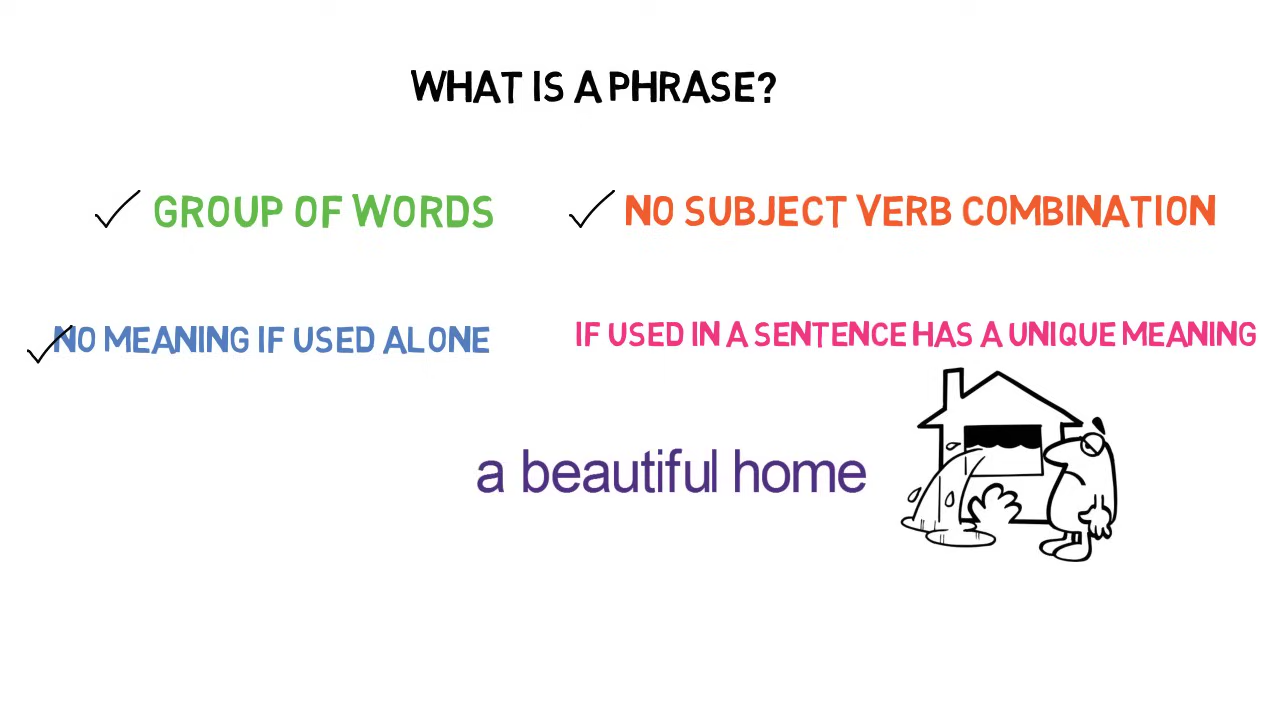 WHAT IS A PHRASE?
GROUP OF WORDS
NO SUBJECT VERB COMBINATION
NO MEANING IF USED ALONE
IF USED IN A SENTENCE HAS A UNIQUE MEANING
a beautiful home